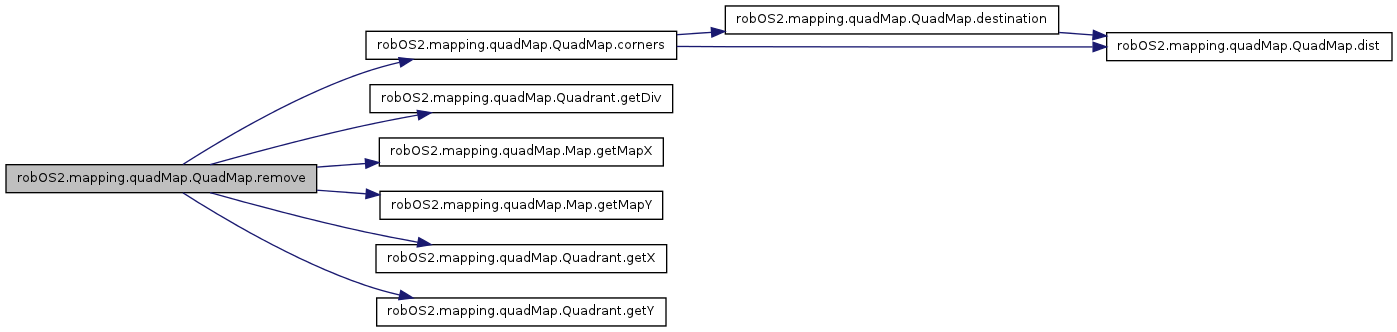 robOS2.mapping.quadMap.QuadMap.destination
robOS2.mapping.quadMap.QuadMap.corners
robOS2.mapping.quadMap.QuadMap.dist
robOS2.mapping.quadMap.Quadrant.getDiv
robOS2.mapping.quadMap.Map.getMapX
robOS2.mapping.quadMap.QuadMap.remove
robOS2.mapping.quadMap.Map.getMapY
robOS2.mapping.quadMap.Quadrant.getX
robOS2.mapping.quadMap.Quadrant.getY